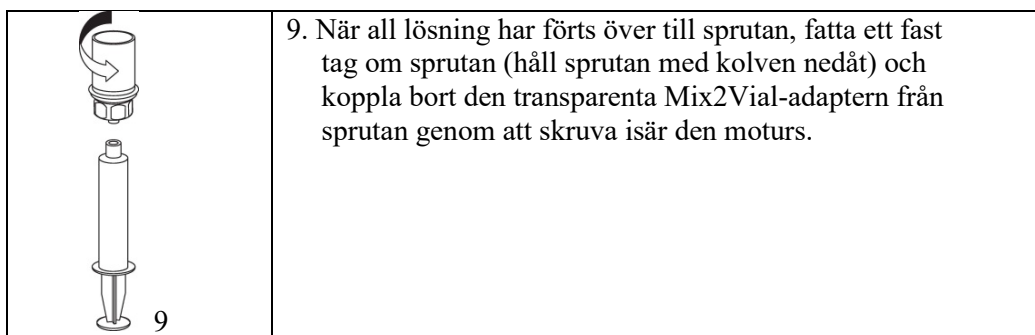 9. När all lösning har förts över till sprutan, fatta ett fast
tag om sprutan (håll sprutan med kolven nedåt) och
koppla bort den transparenta Mix2Vial-adaptern från
sprutan genom att skruva isär den moturs.
9